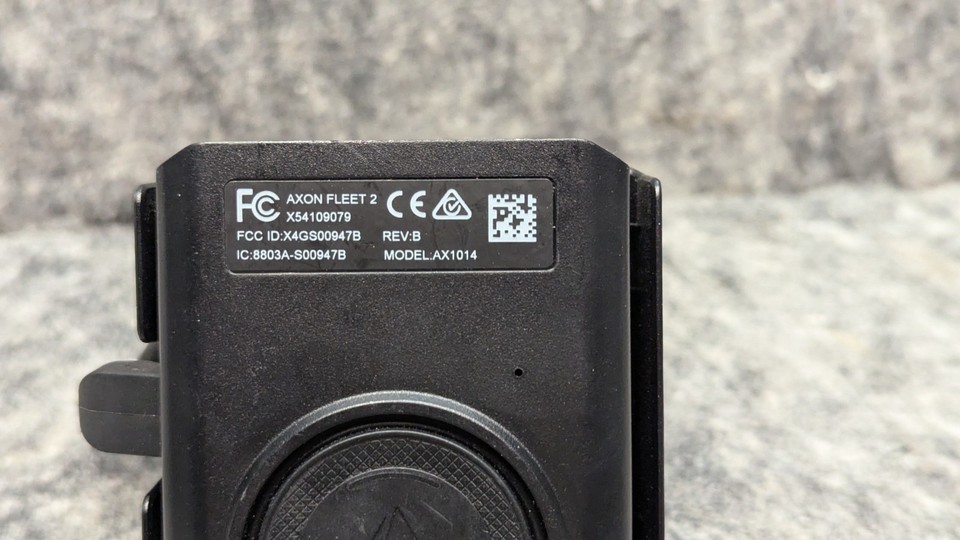 FC AXON FLEET 2 CE
X54109079
FCC ID:X4GS00947B REV:B
IC:8803A-S00947B MODEL:AX1014